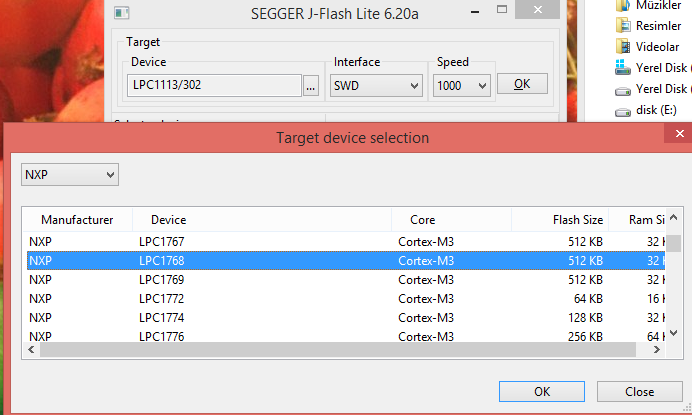 SEGGER J-Flash Lite 6.20a
Target
Device
Interface
Speed
LPC1113/302
...
SWD
1000
OK
Müzikler
Resimler
Videolar
Yerel Disk (
Yerel Disk (
disk (E:)
Target device selection
NXP
Manufacturer Device Core Flash Size Ram Si
NXP LPC1767 Cortex-M3 512 KB 32 K
NXP LPC1768 Cortex-M3 512 KB 32 K
NXP LPC1769 Cortex-M3 512 KB 32 K
NXP LPC1772 Cortex-M3 64 KB 16 K
NXP LPC1774 Cortex-M3 128 KB 32 K
NXP LPC1776 Cortex-M3 256 KB 64 K
OK
Close